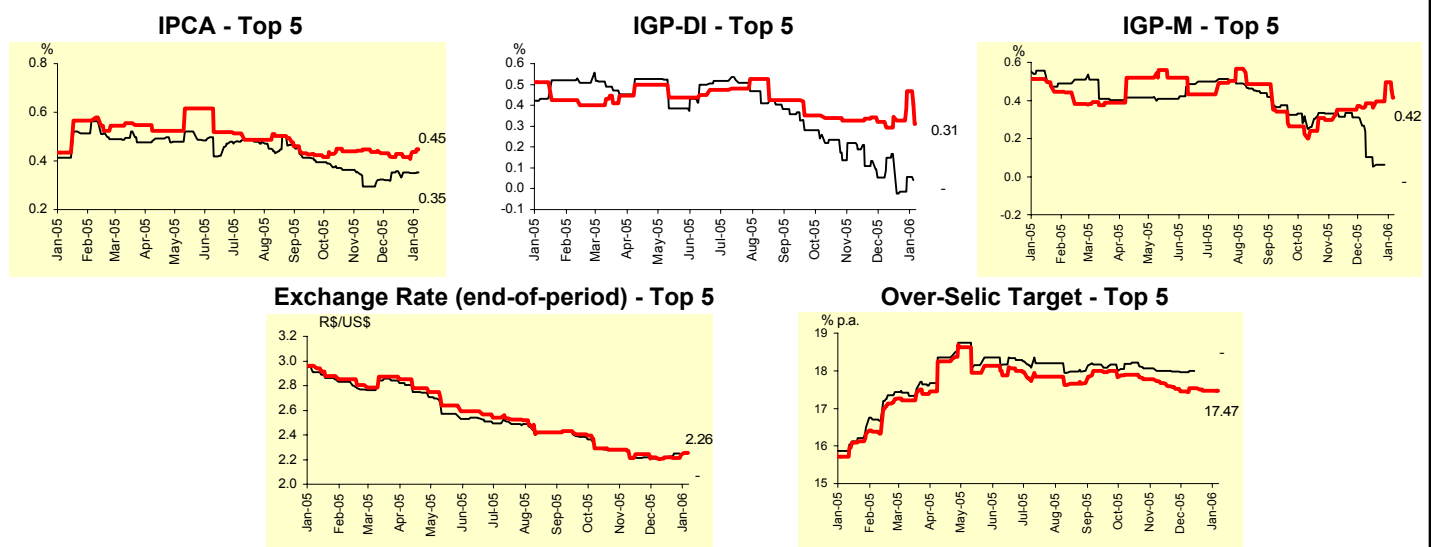 IPCA - Top 5
%
0.8
0.6
0.4
0.2
0.45
0.35
Jan-05
Feb-05
Mar-05
Apr-05
May-05
Jun-05
Jul-05
Aug-05
Sep-05
Oct-05
Nov-05
Dec-05
Jan-06
IGP-DI - Top 5
%
0.6
0.5
0.4
0.3
0.2
0.1
0.0
-0.1
0.31
-
Jan-05
Feb-05
Mar-05
Apr-05
May-05
Jun-05
Jul-05
Aug-05
Sep-05
Oct-05
Nov-05
Dec-05
Jan-06
IGP-M - Top 5
%
0.6
0.4
0.2
0.0
-0.2
0.42
-
Jan-05
Feb-05
Mar-05
Apr-05
May-05
Jun-05
Jul-05
Aug-05
Sep-05
Oct-05
Nov-05
Dec-05
Jan-06
Exchange Rate (end-of-period) - Top 5
R$/US$
3.2
3.0
2.8
2.6
2.4
2.2
2.0
2.26
-
Jan-05
Feb-05
Mar-05
Apr-05
May-05
Jun-05
Jul-05
Aug-05
Sep-05
Oct-05
Nov-05
Dec-05
Jan-06
Over-Selic Target - Top 5
% p.a.
19
18
17
16
15
-
17.47
Jan-05
Feb-05
Mar-05
Apr-05
May-05
Jun-05
Jul-05
Aug-05
Sep-05
Oct-05
Nov-05
Dec-05
Jan-06